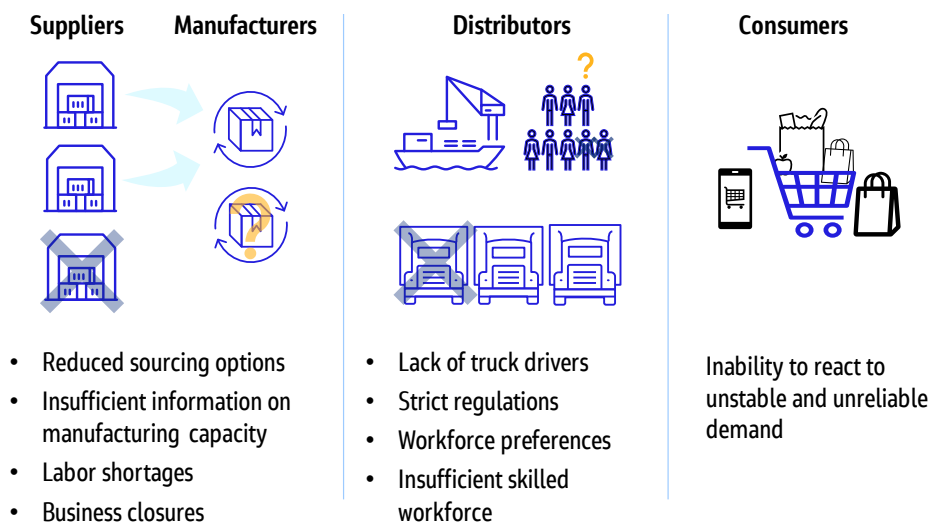 Suppliers
Manufacturers
• Reduced sourcing options
• Insufficient information on
manufacturing capacity
• Labor shortages
• Business closures
Distributors
?
• Lack of truck drivers
• Strict regulations
• Workforce preferences
• Insufficient skilled
workforce
Consumers
Inability to react to
unstable and unreliable
demand